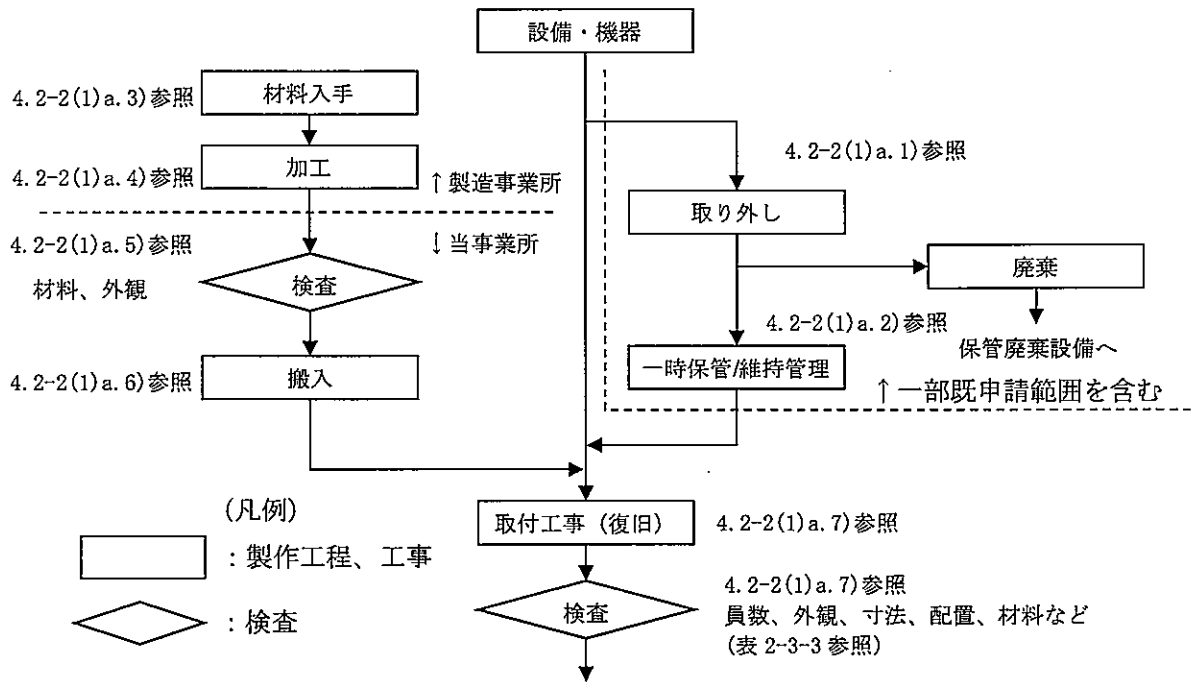 設備・機器
4.2-2(1)a.3)参照
材料入手
4.2-2(1)a.4)参照
加工
↑製造事業所
↓当事業所
4.2-2(1)a.5)参照
材料、外観
検査
4.2-2(1)a.6)参照
搬入
4.2-2(1)a.1)参照
取り外し
廃棄
保管廃棄設備へ
4.2-2(1)a.2)参照
一時保管/維持管理
↑一部既申請範囲を含む
取付工事（復旧）
4.2-2(1)a.7)参照
検査
4.2-2(1)a.7)参照
員数、外観、寸法、配置、材料など
(表 2-3-3 参照)
(凡例)
：製作工程、工事
：検査